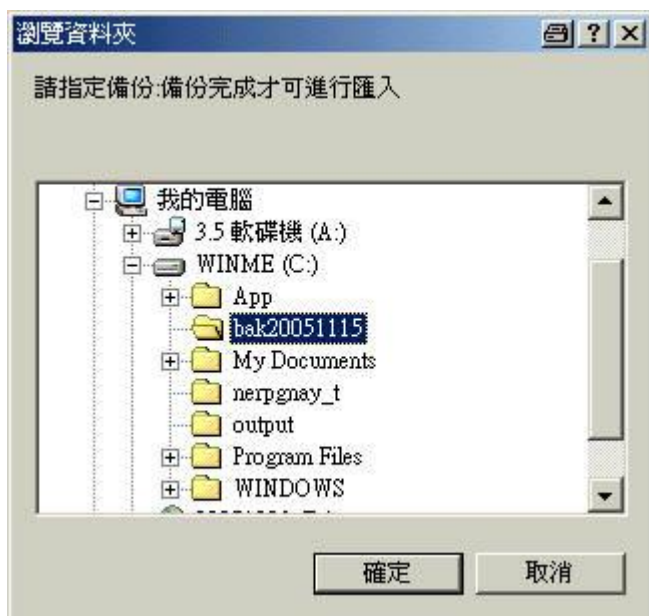 瀏覽資料夾
請指定備份:備份完成才可進行匯入
我的電腦
3.5 軟碟機 (A:)
WINME (C:)
App
bak20051115
My Documents
nerpgnay_t
output
Program Files
WINDOWS
確定 取消